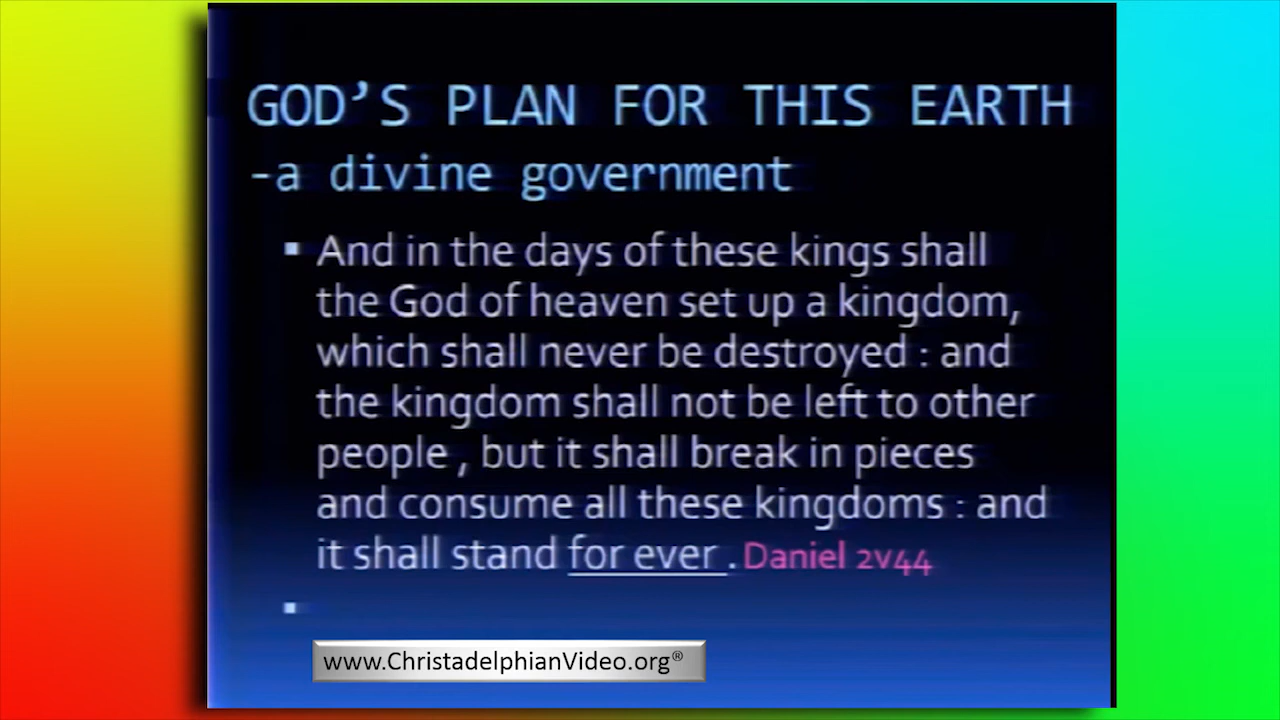 GOD’S PLAN FOR THIS EARTH
-a divine government
▪ And in the days of these kings shall
the God of heaven set up a kingdom,
which shall never be destroyed : and
the kingdom shall not be left to other
people , but it shall break in pieces
and consume all these kingdoms : and
it shall stand for ever . Daniel 2v44
▪
www.ChristadelphianVideo.org®